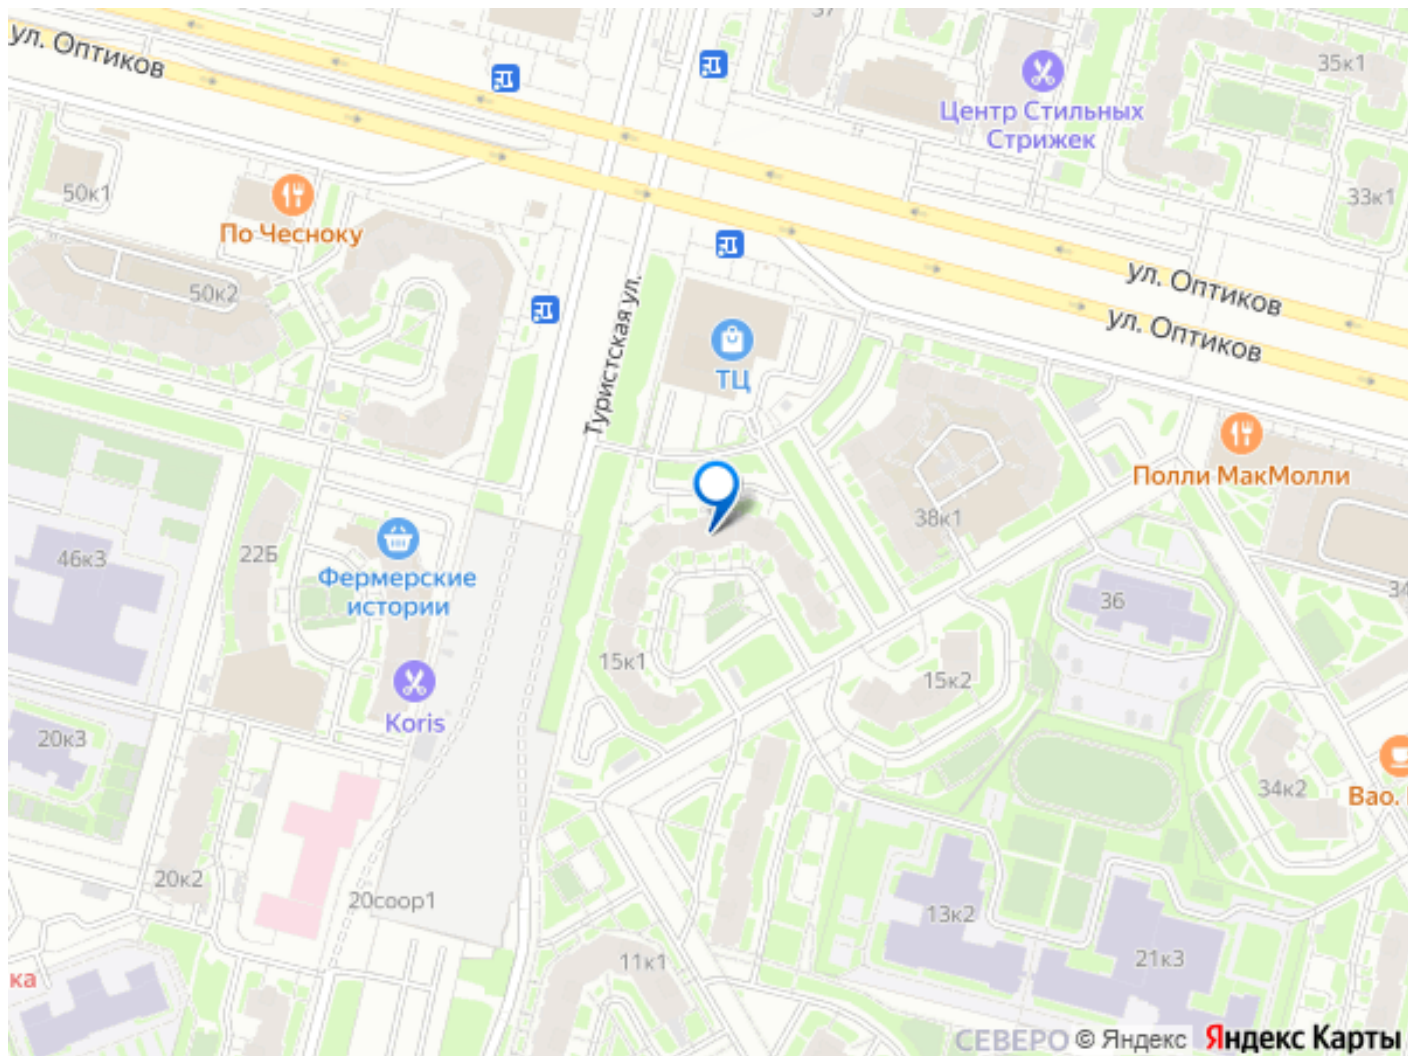 ул. Оптиков
35к1
Центр Стильных
Стрижек
50к1
33к1
По Чесноку
50к2
ул. Оптиков
ул. Оптиков
Туристская ул.
ТЦ
Полли МакМолли
38к1
22Б
46к3
Фермерские
истории
36
15к1
15к2
Koris
20к3
34к2
Вао.
20к2
20соор1
13к2
11к1
21к3
ка
СЕВЕРО
© Яндекс
Яндекс Карты